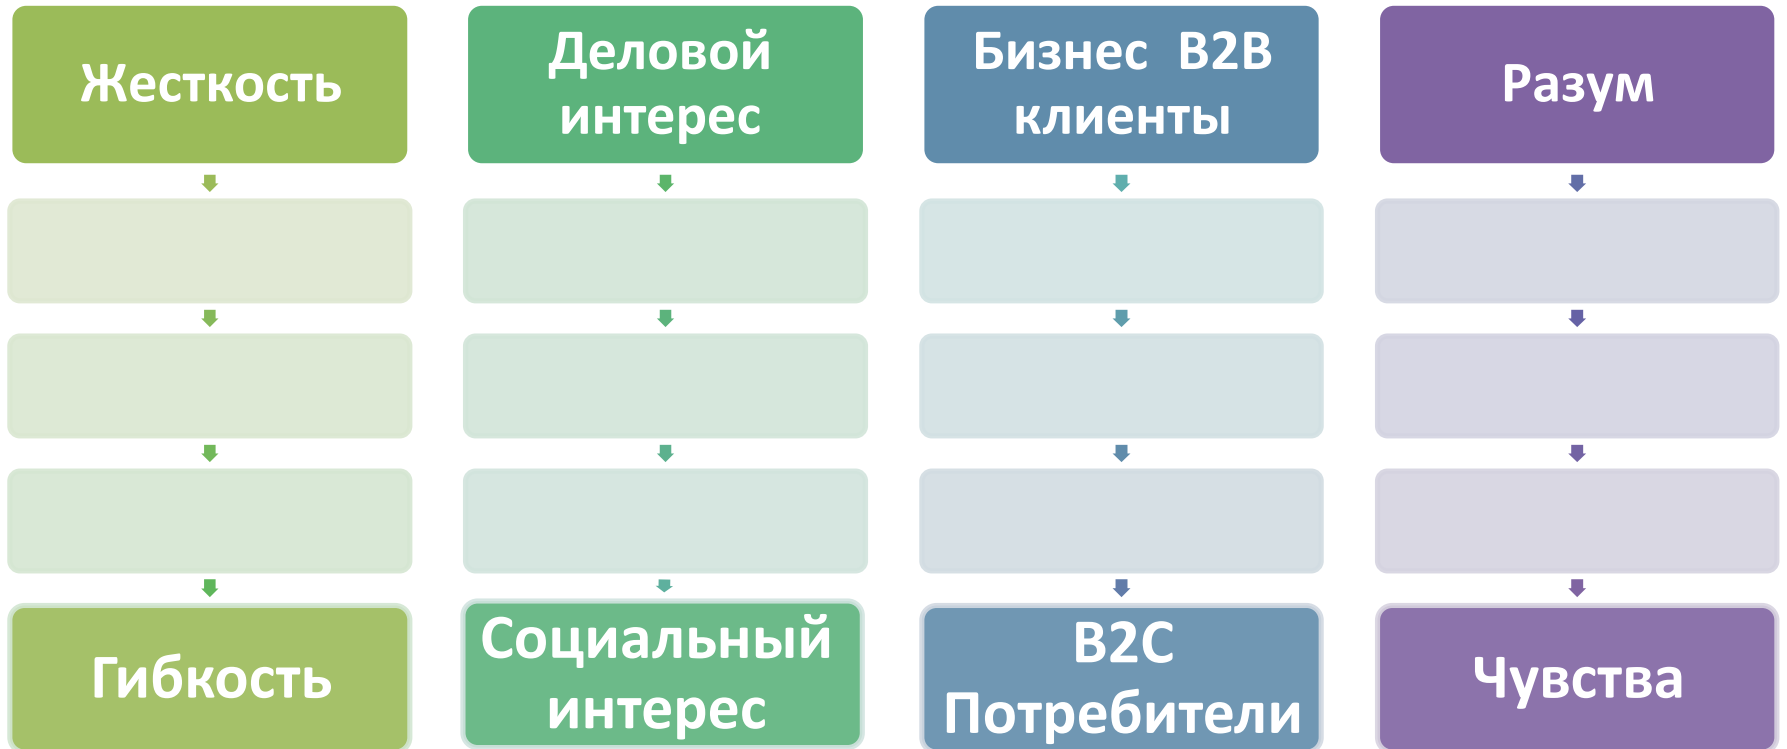 Жесткость
Деловой
интерес
Бизнес B2B
клиенты
Разум
Гибкость
Социальный
интерес
B2C
Потребители
Чувства